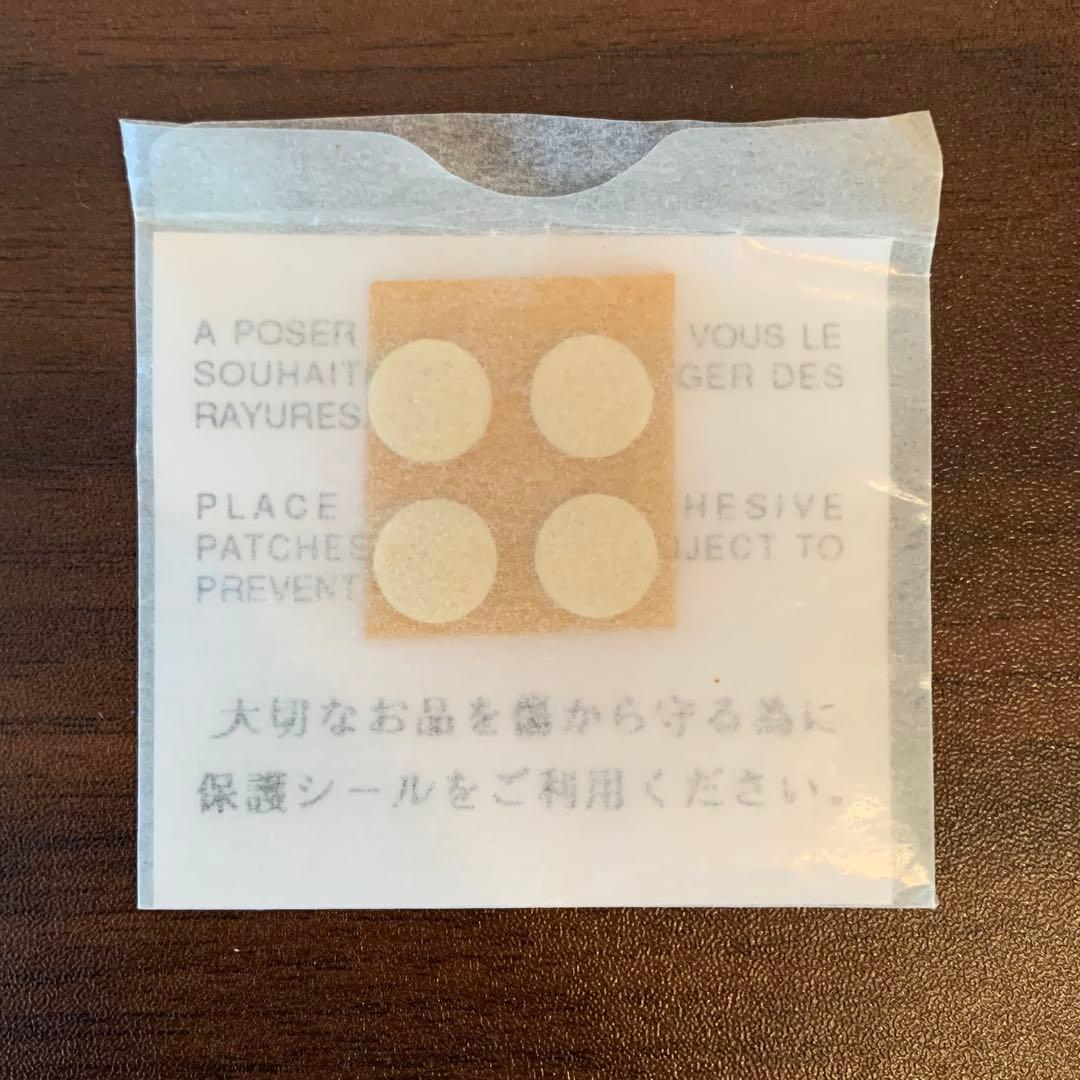 A POSER VOUS LE
SOUHAIT GER DES
RAYURES
PLACE HESIVE
PATCHES JECT TO
PREVENT
大切なお品を傷から守る為に
保護シールをご利用ください。